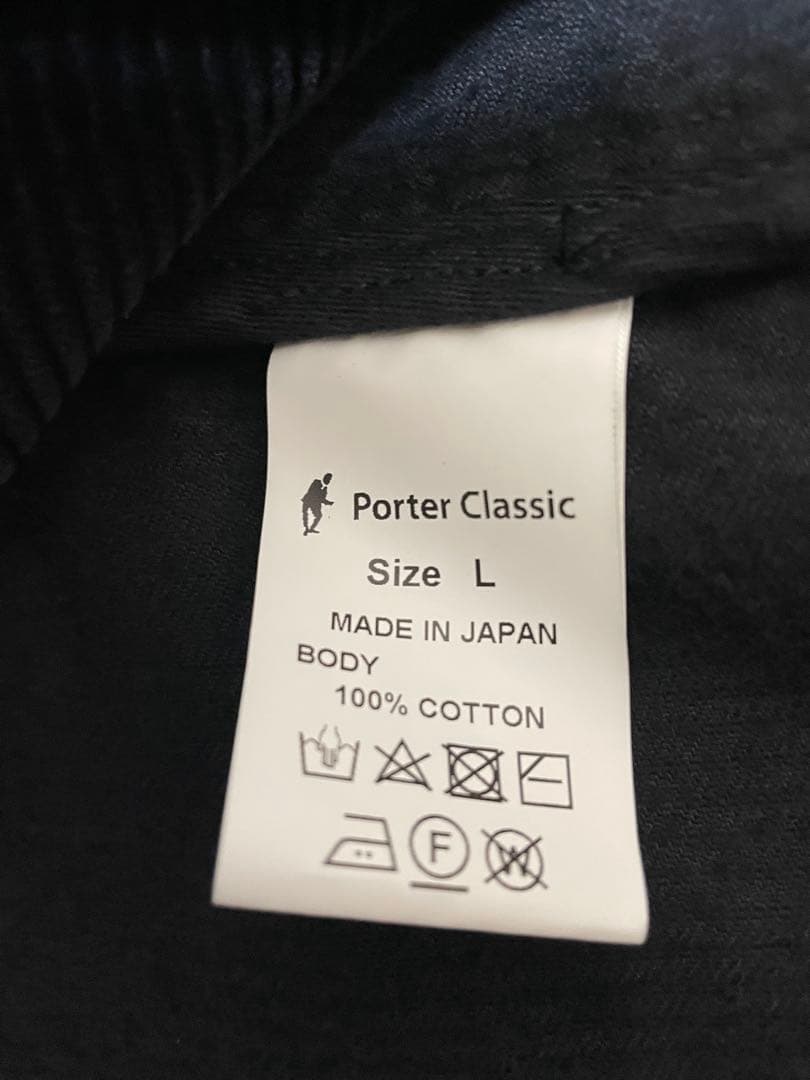 Porter Classic
Size L
MADE IN JAPAN
BODY
100% COTTON
F W